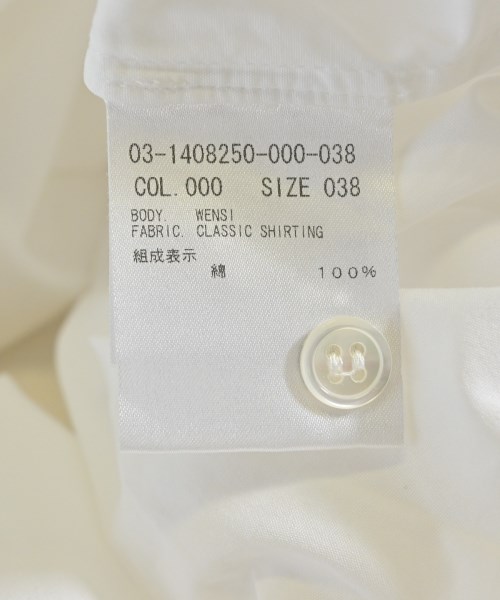 03-1408250-000-038
COL.000 SIZE 038
BODY. WENSI
FABRIC. CLASSIC SHIRTING
組成表示
綿 100%